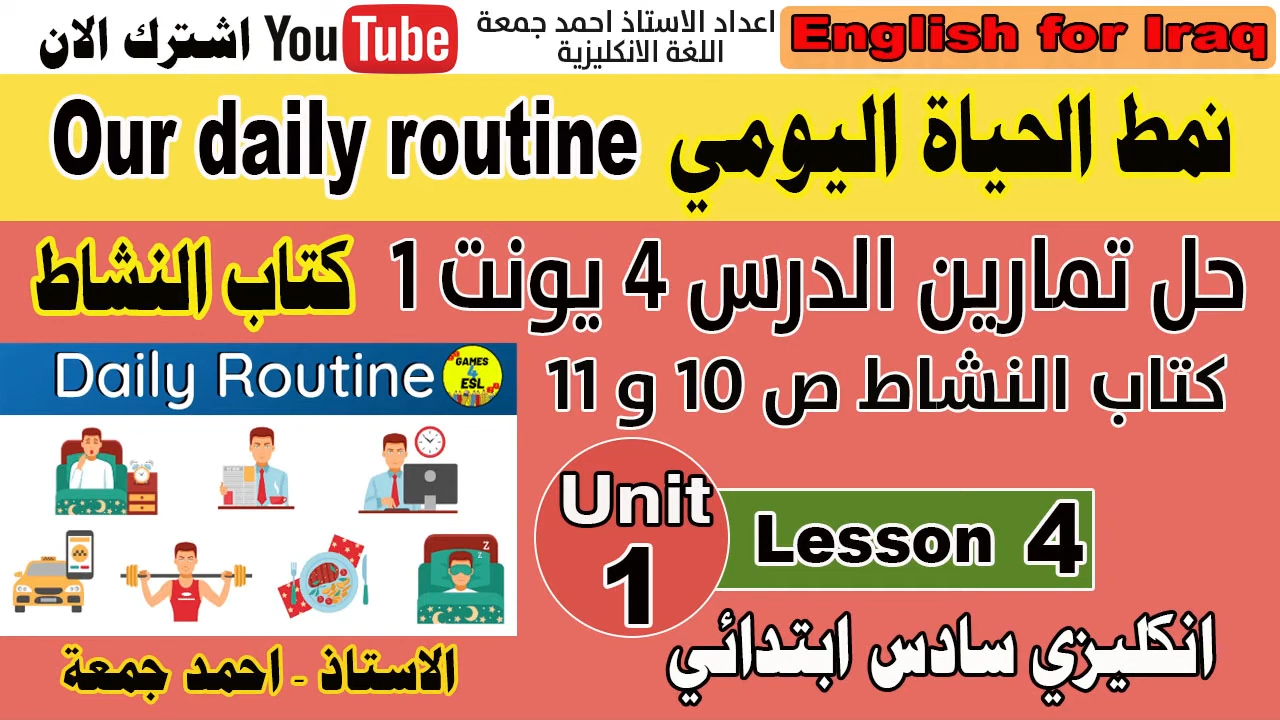 اشترك الان YouTube
اعداد الاستاذ احمد جمعة
اللغة الانكليزية
English for Iraq
Our daily routine نمط الحياة اليومي
حل تمارين الدرس 4 يونت 1 كتاب النشاط
كتاب النشاط ص 10 و 11
Daily Routine
GAMES
4
ESL
Unit
1
Lesson 4
انكليزي سادس ابتدائي
الاستاذ - احمد جمعة
z
z